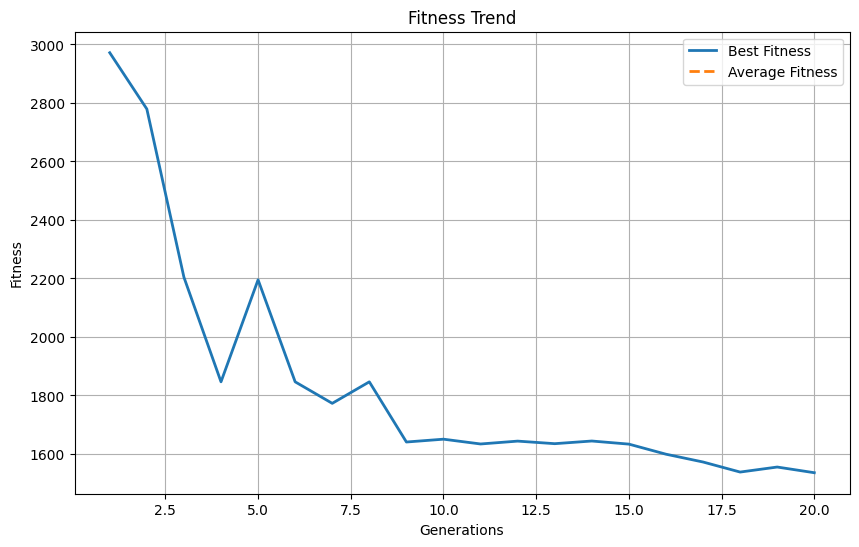 Fitness Trend
Best Fitness
Average Fitness
3000
2800
2600
2400
2200
2000
1800
1600
Fitness
2.5 5.0 7.5 10.0 12.5 15.0 17.5 20.0
Generations